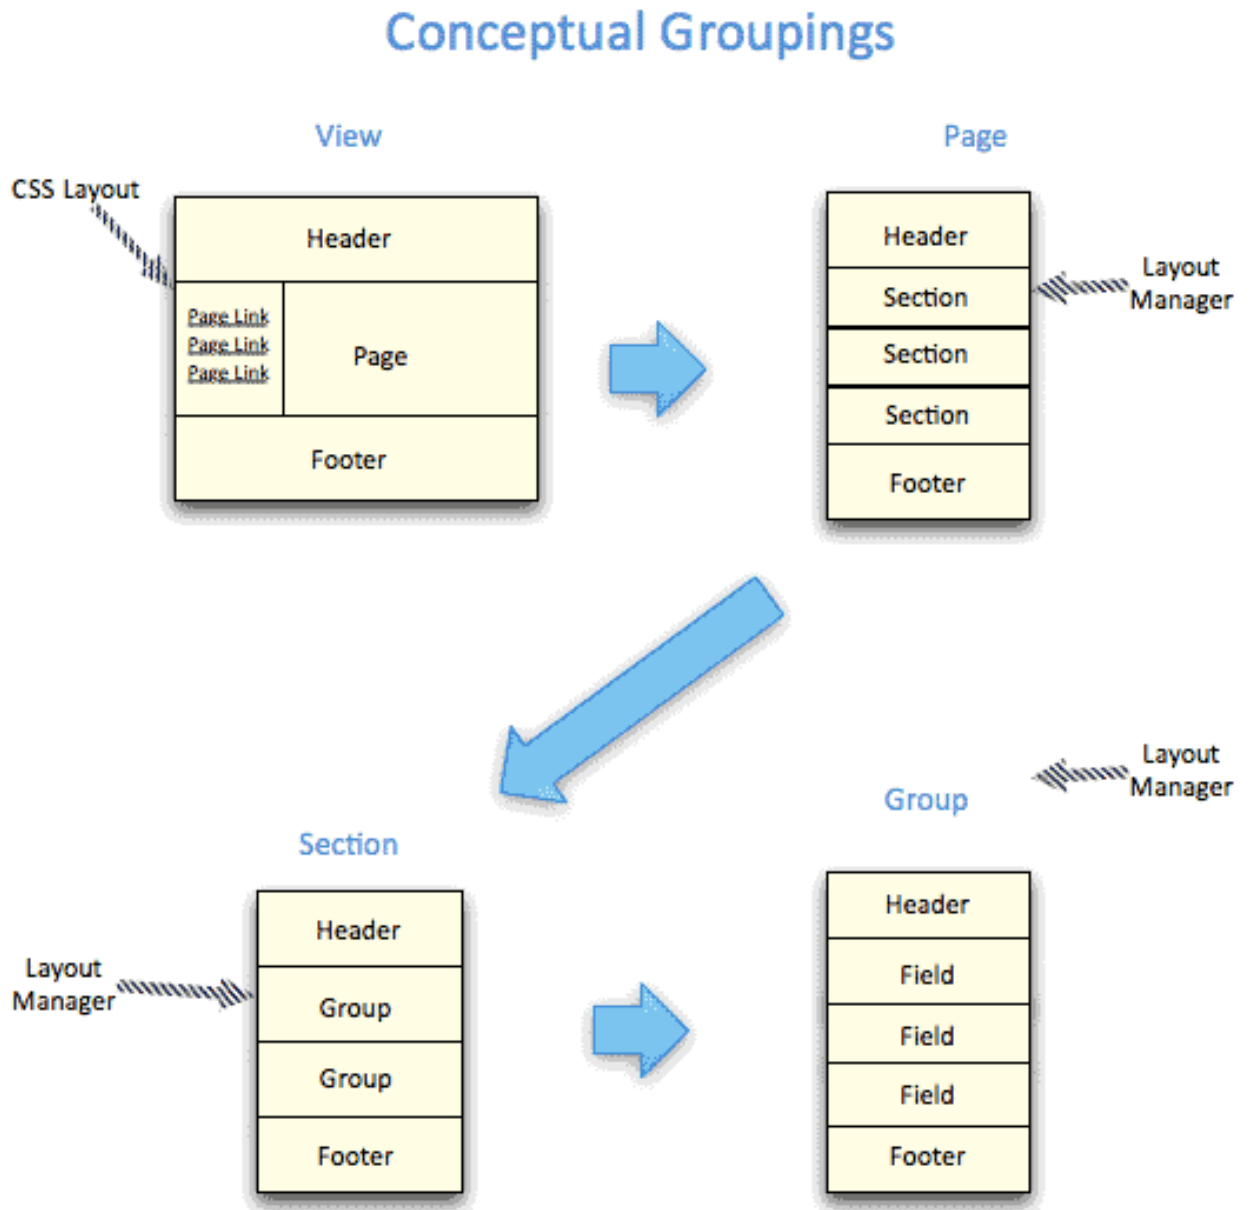 Conceptual Groupings
View
CSS Layout
Header
Page Link
Page Link
Page Link
Page
Footer
Page
Header
Section
Section
Section
Footer
Layout
Manager
Section
Layout
Manager
Header
Group
Group
Footer
Group
Layout
Manager
Header
Field
Field
Field
Footer